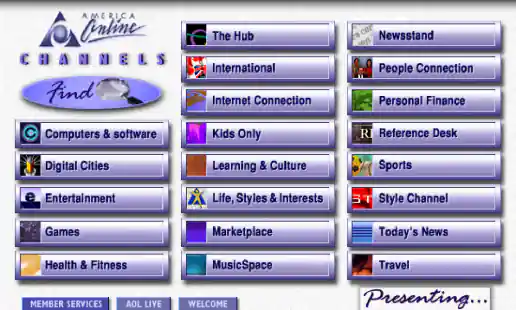 AMERICA
Online
CHANNELS
Find
Computers & software
Digital Cities
Entertainment
Games
Health & Fitness
The Hub
International
Internet Connection
Kids Only
Learning & Culture
Life, Styles & Interests
Marketplace
MusicSpace
Newsstand
People Connection
Personal Finance
Reference Desk
Sports
Style Channel
Today's News
Travel
MEMBER SERVICES
AOL LIVE
WELCOME
Presenting...